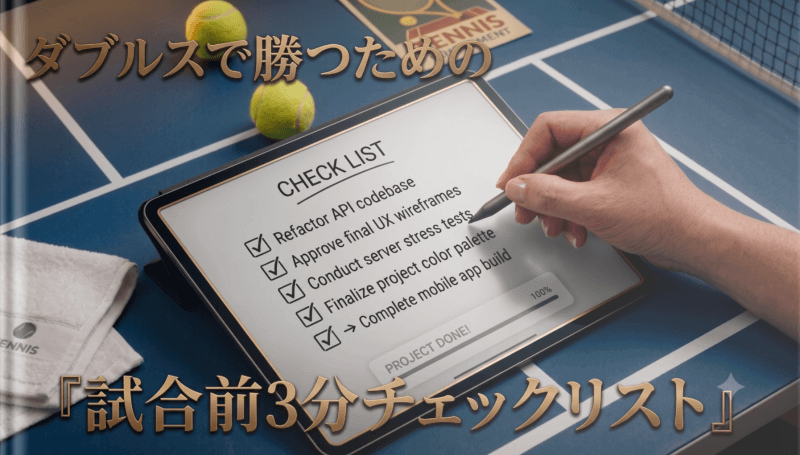 ダブルスで勝つための
TENNIS
CHECK LIST
Refactor API codebase
Approve final UX wireframes
Conduct server stress tests
Finalize project color palette
→ Complete mobile app build
100%
PROJECT DONE!
ENNIS
『試合前3分チェックリスト』